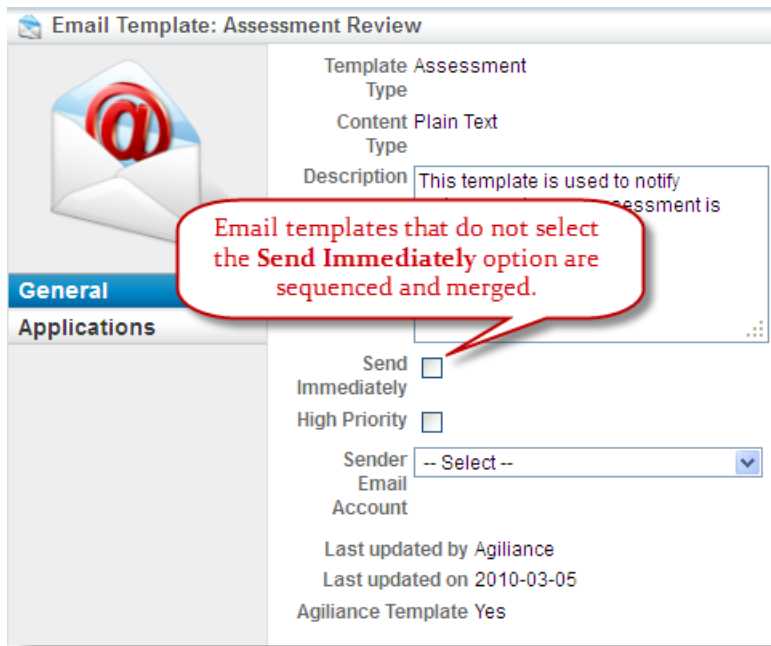 Email Template: Assessment Review
Template Assessment
Type
Content Plain Text
Type
Description This template is used to notify
assessment is
Email templates that do not select
the Send Immediately option are
sequenced and merged.
General
Applications
Send
Immediately
High Priority
Sender -- Select --
Email
Account
Last updated by Agiliance
Last updated on 2010-03-05
Agiliance Template Yes